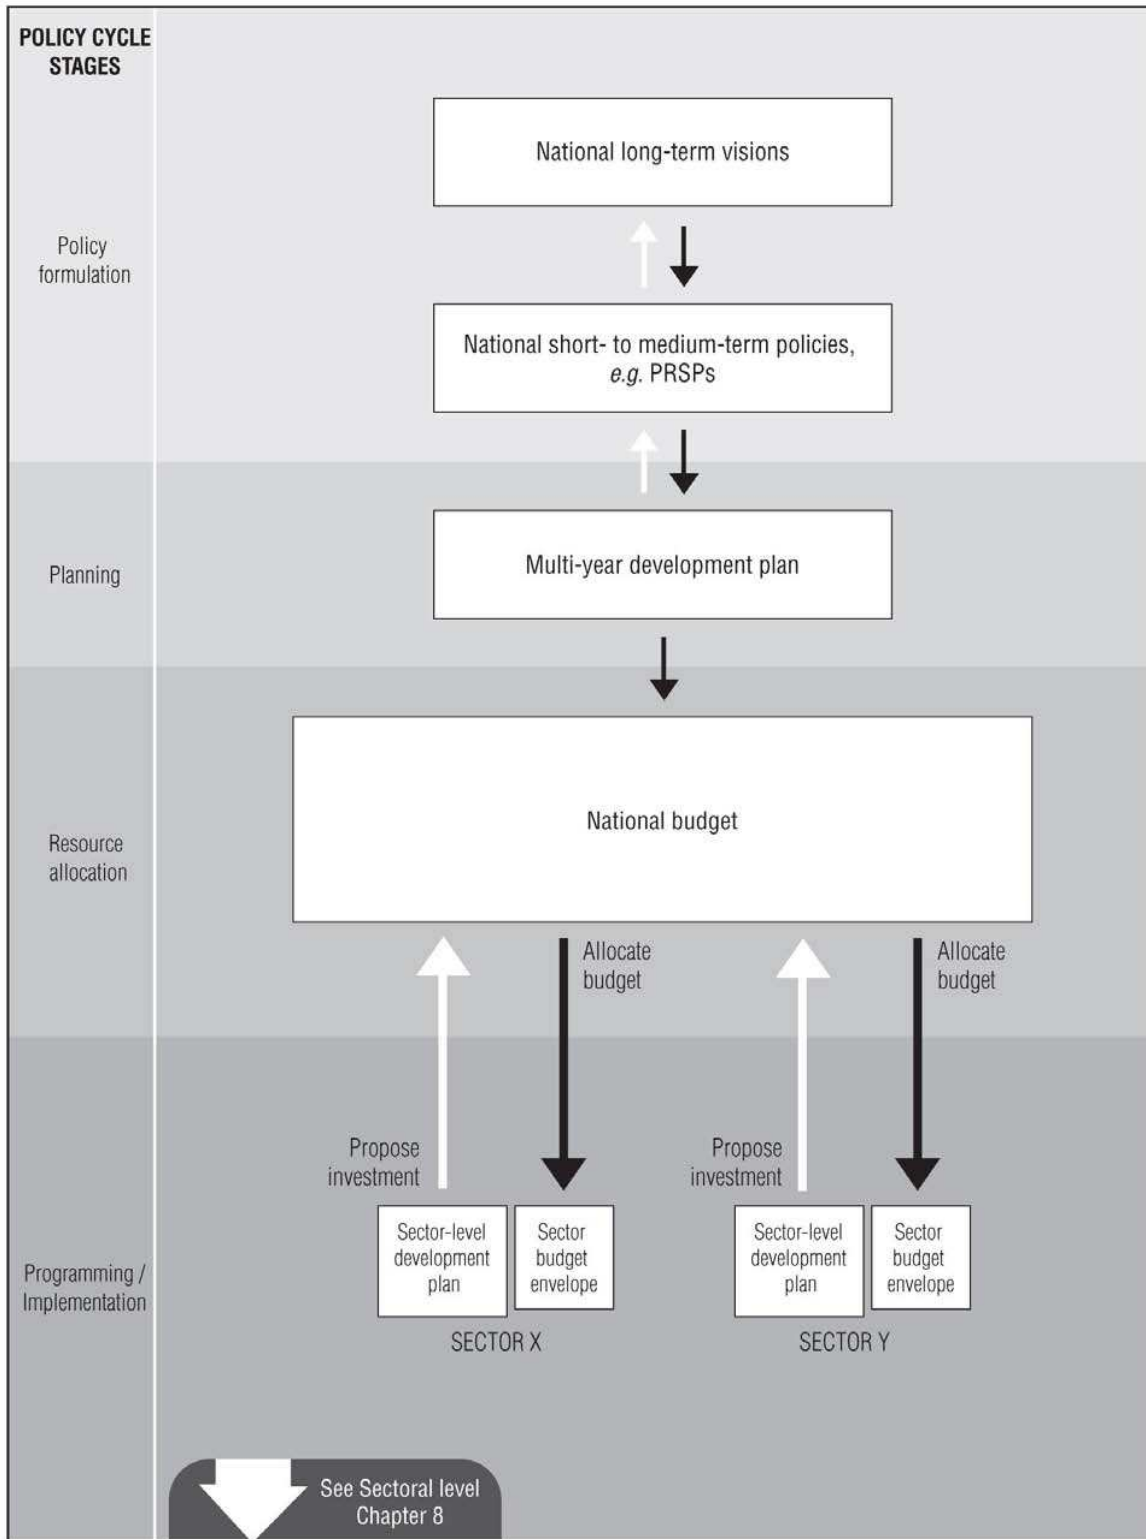 POLICY CYCLE
STAGES
National long-term visions
Policy
formulation
National short- to medium-term policies,
e.g. PRSPs
Multi-year development plan
Planning
National budget
Resource
allocation
Allocate
budget
Allocate
budget
Propose
investment
Propose
investment
Sector-level
development
plan
Sector
budget
envelope
Sector-level
development
plan
Sector
budget
envelope
Programming /
Implementation
SECTOR X
SECTOR Y
See Sectoral level
Chapter 8